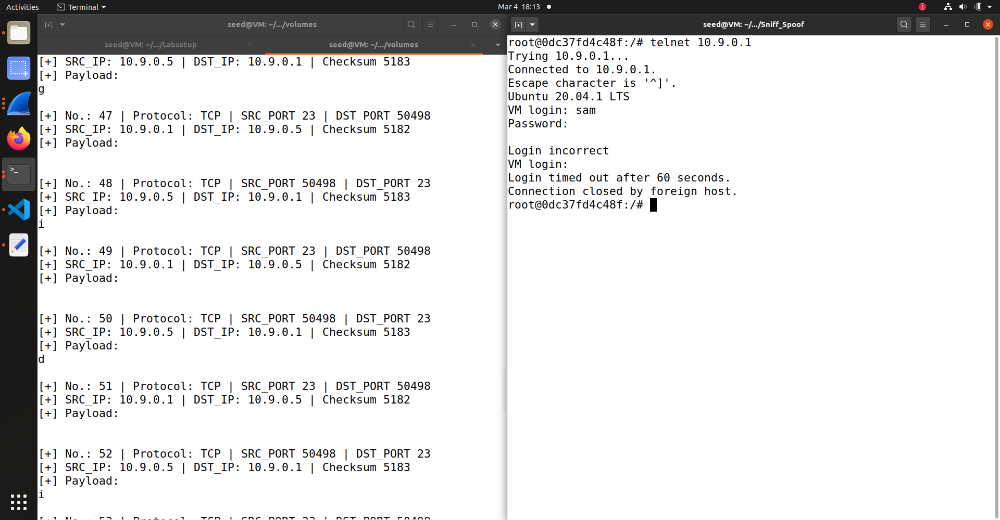 Activities
Terminal
Mar 4 18:13
seed@VM: ~/.../volumes
seed@VM: ~/.../Labsetup
seed@VM: ~/.../volumes
[+] SRC_IP: 10.9.0.5 | DST_IP: 10.9.0.1 | Checksum 5183
[+] Payload:
g
[+] No.: 47 | Protocol: TCP | SRC_PORT 23 | DST_PORT 50498
[+] SRC_IP: 10.9.0.1 | DST_IP: 10.9.0.5 | Checksum 5182
[+] Payload:
[+] No.: 48 | Protocol: TCP | SRC_PORT 50498 | DST_PORT 23
[+] SRC_IP: 10.9.0.5 | DST_IP: 10.9.0.1 | Checksum 5183
[+] Payload:
i
[+] No.: 49 | Protocol: TCP | SRC_PORT 23 | DST_PORT 50498
[+] SRC_IP: 10.9.0.1 | DST_IP: 10.9.0.5 | Checksum 5182
[+] Payload:
[+] No.: 50 | Protocol: TCP | SRC_PORT 50498 | DST_PORT 23
[+] SRC_IP: 10.9.0.5 | DST_IP: 10.9.0.1 | Checksum 5183
[+] Payload:
d
[+] No.: 51 | Protocol: TCP | SRC_PORT 23 | DST_PORT 50498
[+] SRC_IP: 10.9.0.1 | DST_IP: 10.9.0.5 | Checksum 5182
[+] Payload:
[+] No.: 52 | Protocol: TCP | SRC_PORT 50498 | DST_PORT 23
[+] SRC_IP: 10.9.0.5 | DST_IP: 10.9.0.1 | Checksum 5183
[+] Payload:
i
[+] No.: 53 | Protocol: TCP | SRC_PORT 23 | DST_PORT 50498
seed@VM: ~/.../Sniff_Spoof
root@0dc37fd4c48f:/# telnet 10.9.0.1
Trying 10.9.0.1...
Connected to 10.9.0.1.
Escape character is '^]'.
Ubuntu 20.04.1 LTS
VM login: sam
Password:
Login incorrect
VM login:
Login timed out after 60 seconds.
Connection closed by foreign host.
root@0dc37fd4c48f:/#